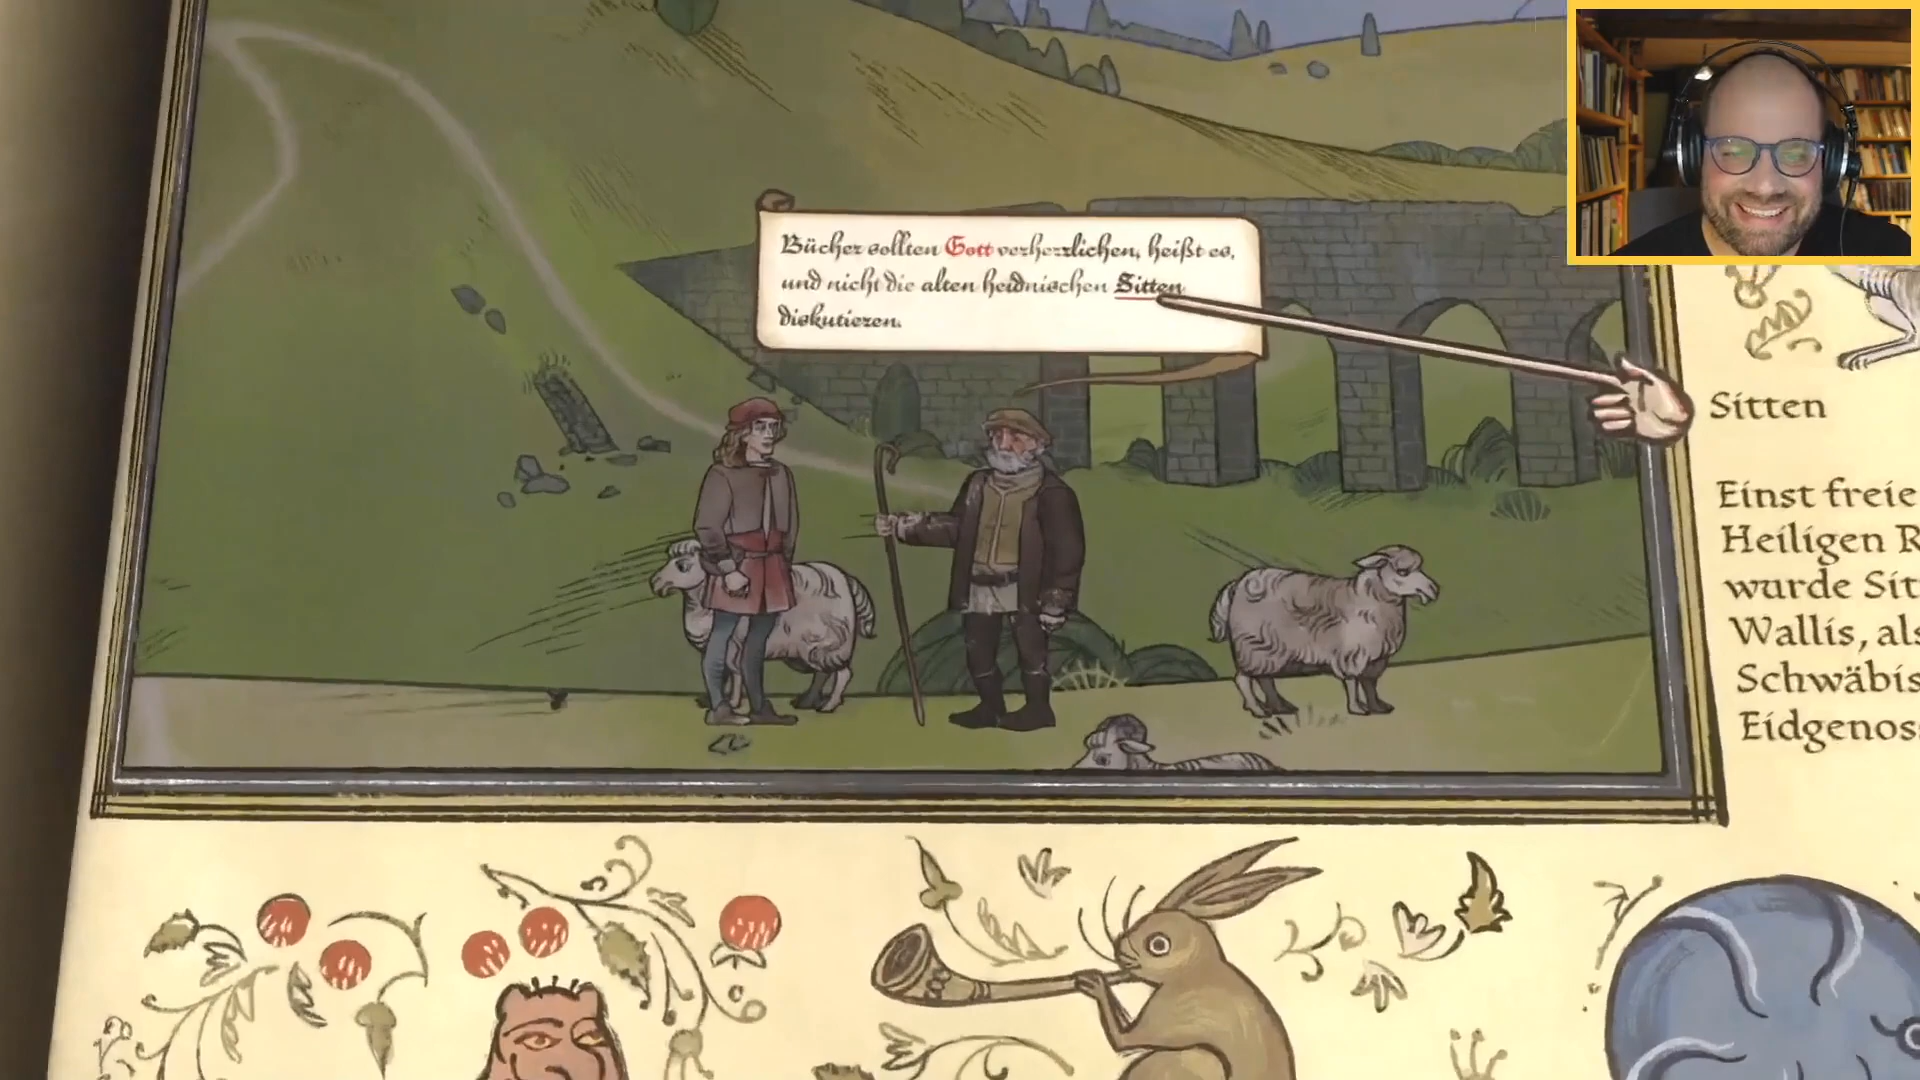 Bücher sollten Gott verherrlichen, heißt es,
und nicht die alten heidnischen Sitten
diskutieren.
Sitten
Einst freie
Heiligen R
wurde Sit
Wallis, als
Schwäbis
Eidgenoss